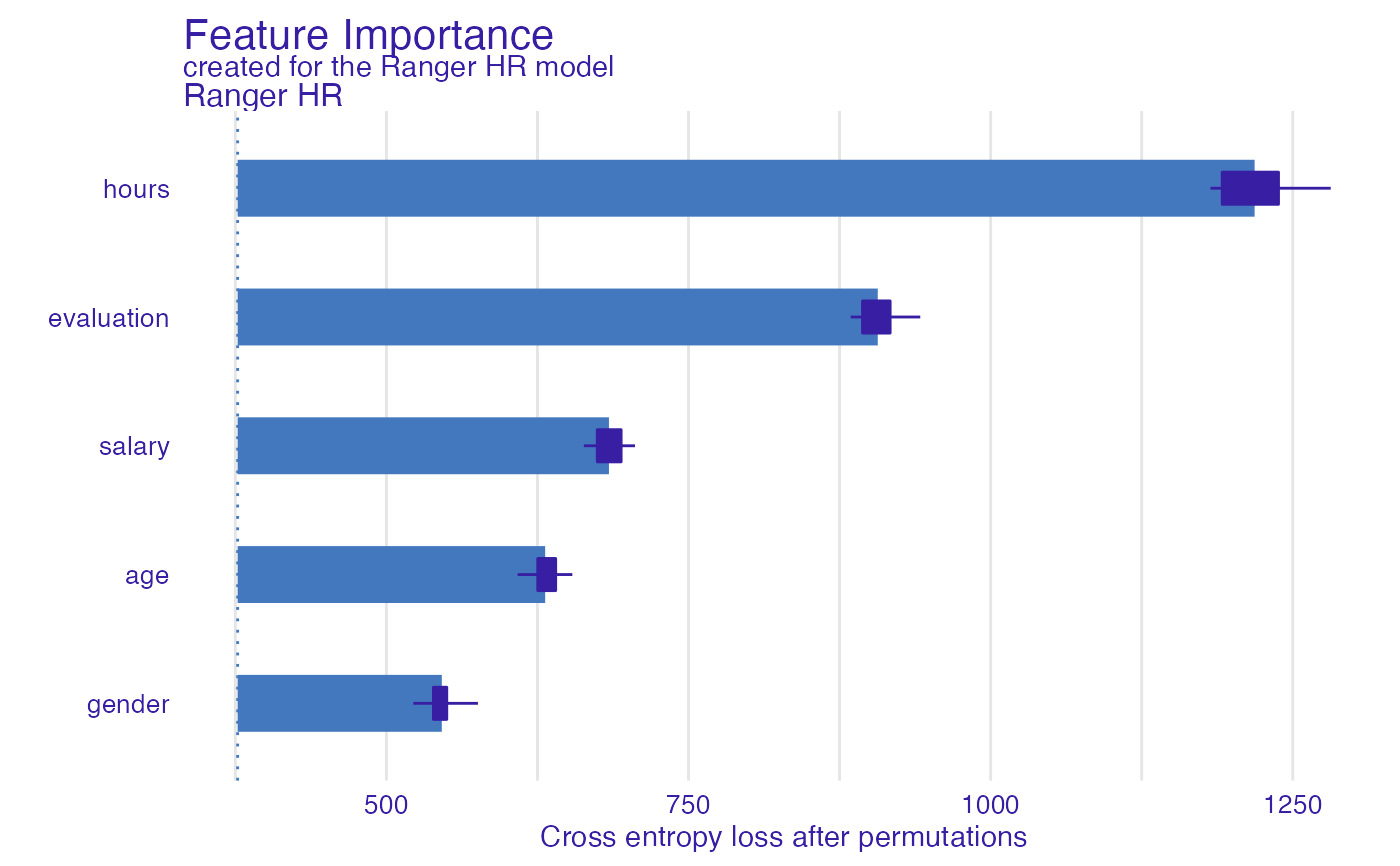 Feature Importance
created for the Ranger HR model
Ranger HR
hours
evaluation
salary
age
gender
500 750 1000 1250
Cross entropy loss after permutations